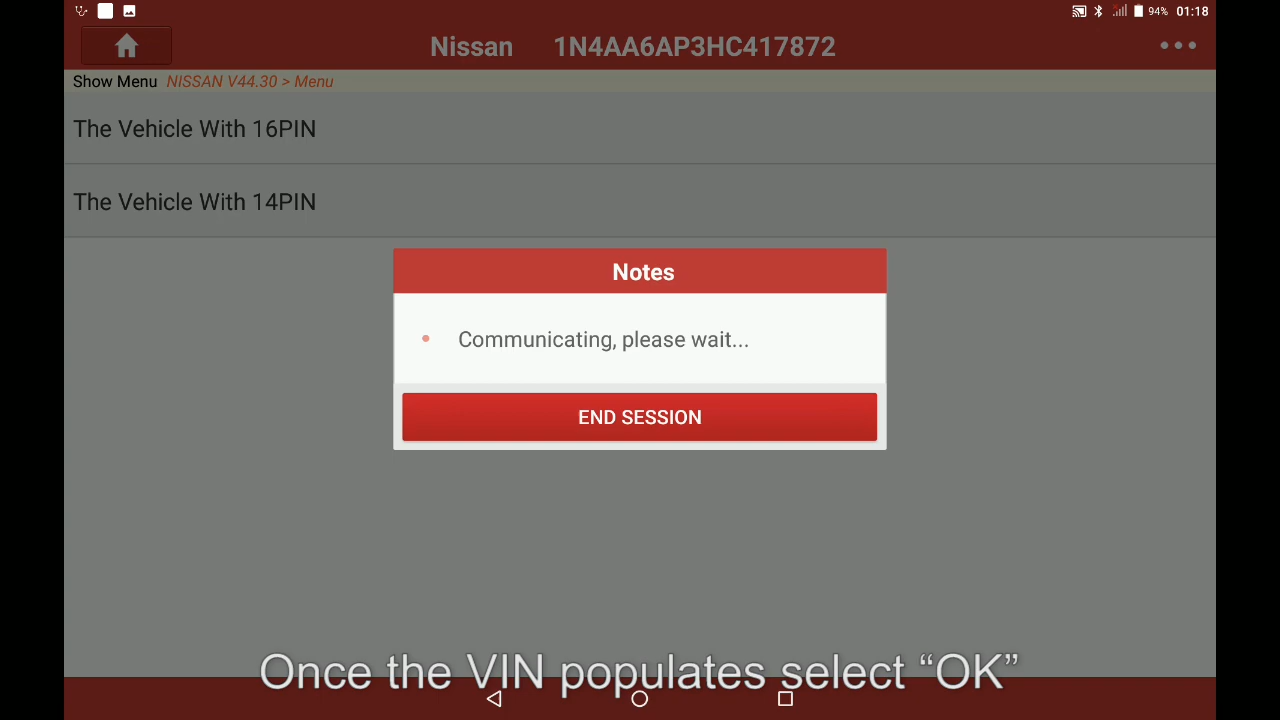 94% 01:18
Nissan 1N4AA6AP3HC417872
Show Menu NISSAN V44.30 > Menu
The Vehicle With 16PIN
The Vehicle With 14PIN
Notes
Communicating, please wait...
END SESSION
Once the VIN populates select “OK”